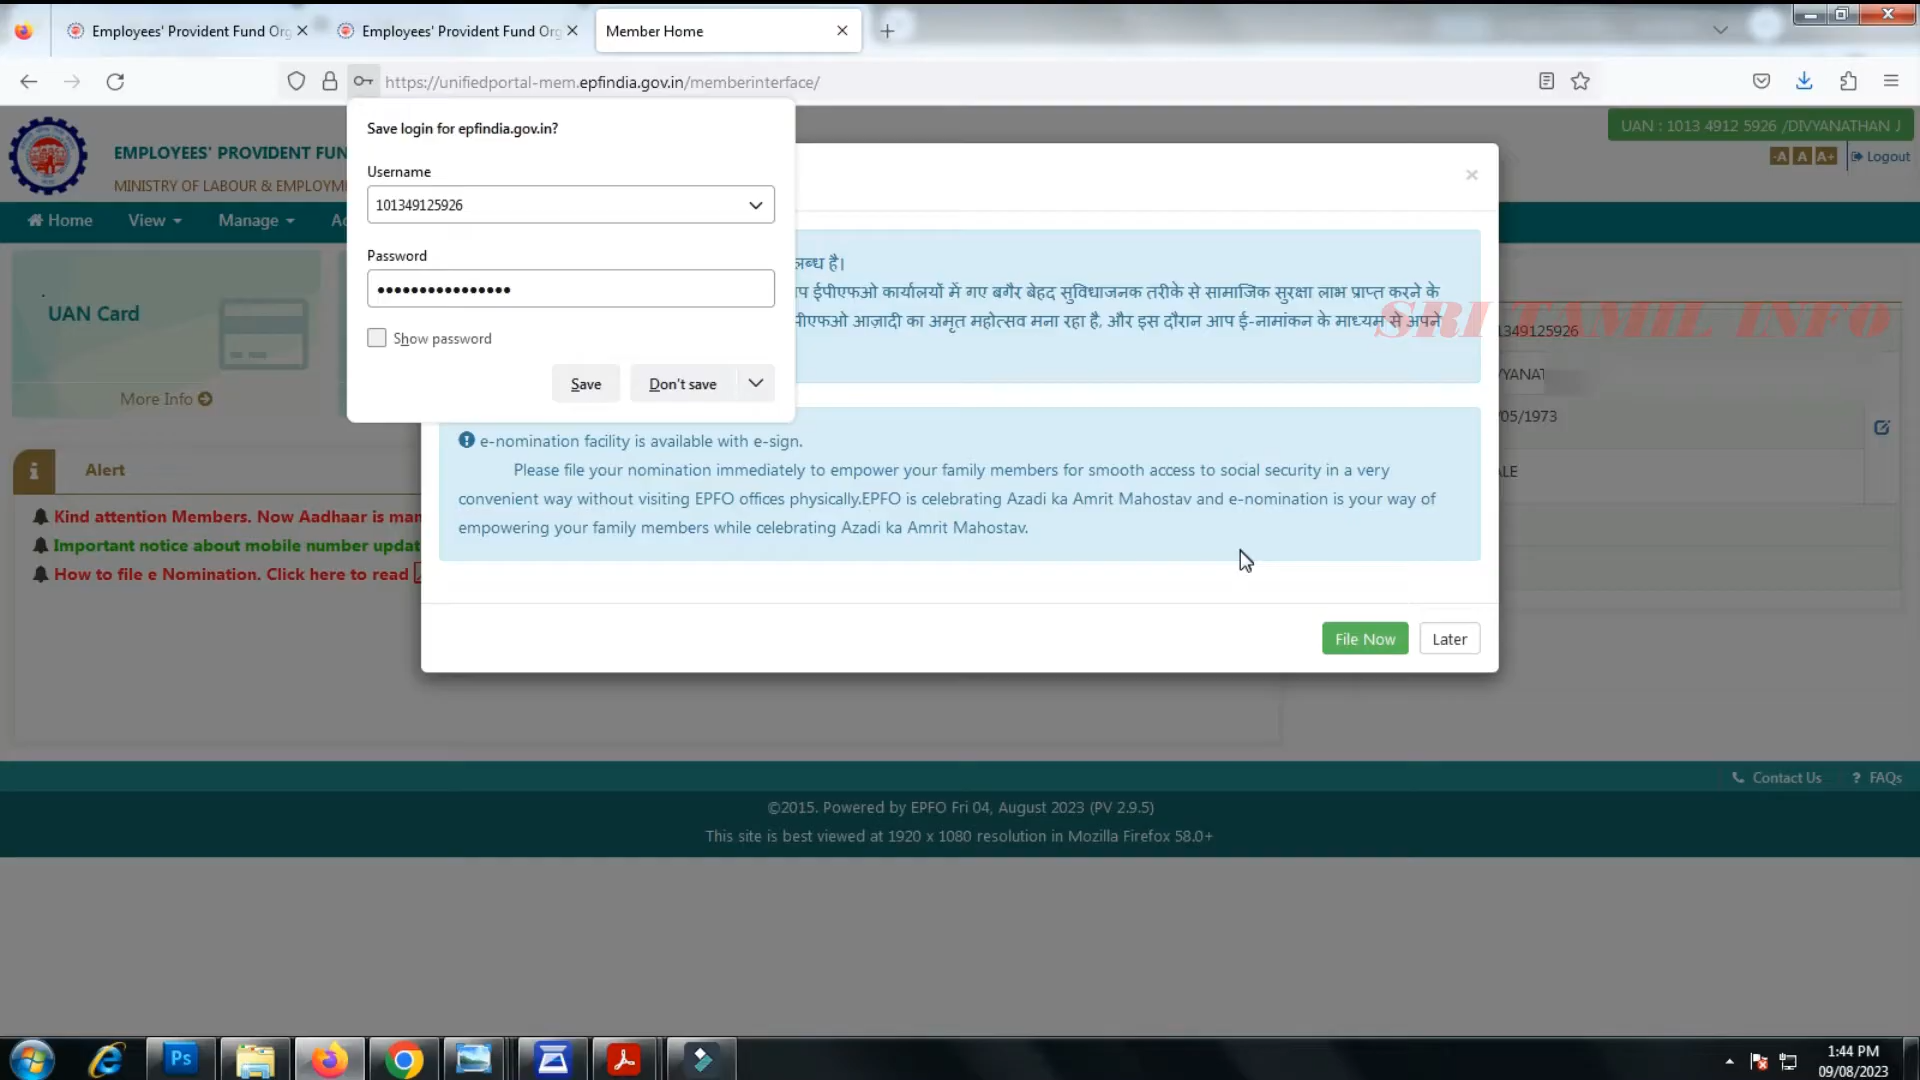 Employees' Provident Fund Org
Employees' Provident Fund Org
Member Home
https://unifiedportal-mem.epfindia.gov.in/memberinterface/
Save login for epfindia.gov.in?
Username
101349125926
Password
••••••••••••••••
Show password
Save
Don't save
EMPLOYEES' PROVIDENT FUN
MINISTRY OF LABOUR & EMPLOYM
UAN : 1013 4912 5926 /DIVYANATHAN J
-A A A+ Logout
Home View Manage
×
UAN Card
More Info
लब्ध है।
ईपीएफओ कार्यालयों में गए बगैर बेहद सुविधाजनक तरीके से सामाजिक सुरक्षा लाभ प्राप्त करने के
आज़ादी का अमृत महोत्सव मना रहा है, और इस दौरान आप ई-नामांकन के माध्यम से अपने
SRI TAMIL INFO
1349125926
YANAT
/05/1973
LE
e-nomination facility is available with e-sign.
Please file your nomination immediately to empower your family members for smooth access to social security in a very
convenient way without visiting EPFO offices physically.EPFO is celebrating Azadi ka Amrit Mahostav and e-nomination is your way of
empowering your family members while celebrating Azadi ka Amrit Mahostav.
File Now Later
Alert
Kind attention Members. Now Aadhaar is man
Important notice about mobile number updat
How to file e Nomination. Click here to read
Contact Us ? FAQs
©2015. Powered by EPFO Fri 04, August 2023 (PV 2.9.5)
This site is best viewed at 1920 x 1080 resolution in Mozilla Firefox 58.0+
Ps
1:44 PM
09/08/2023